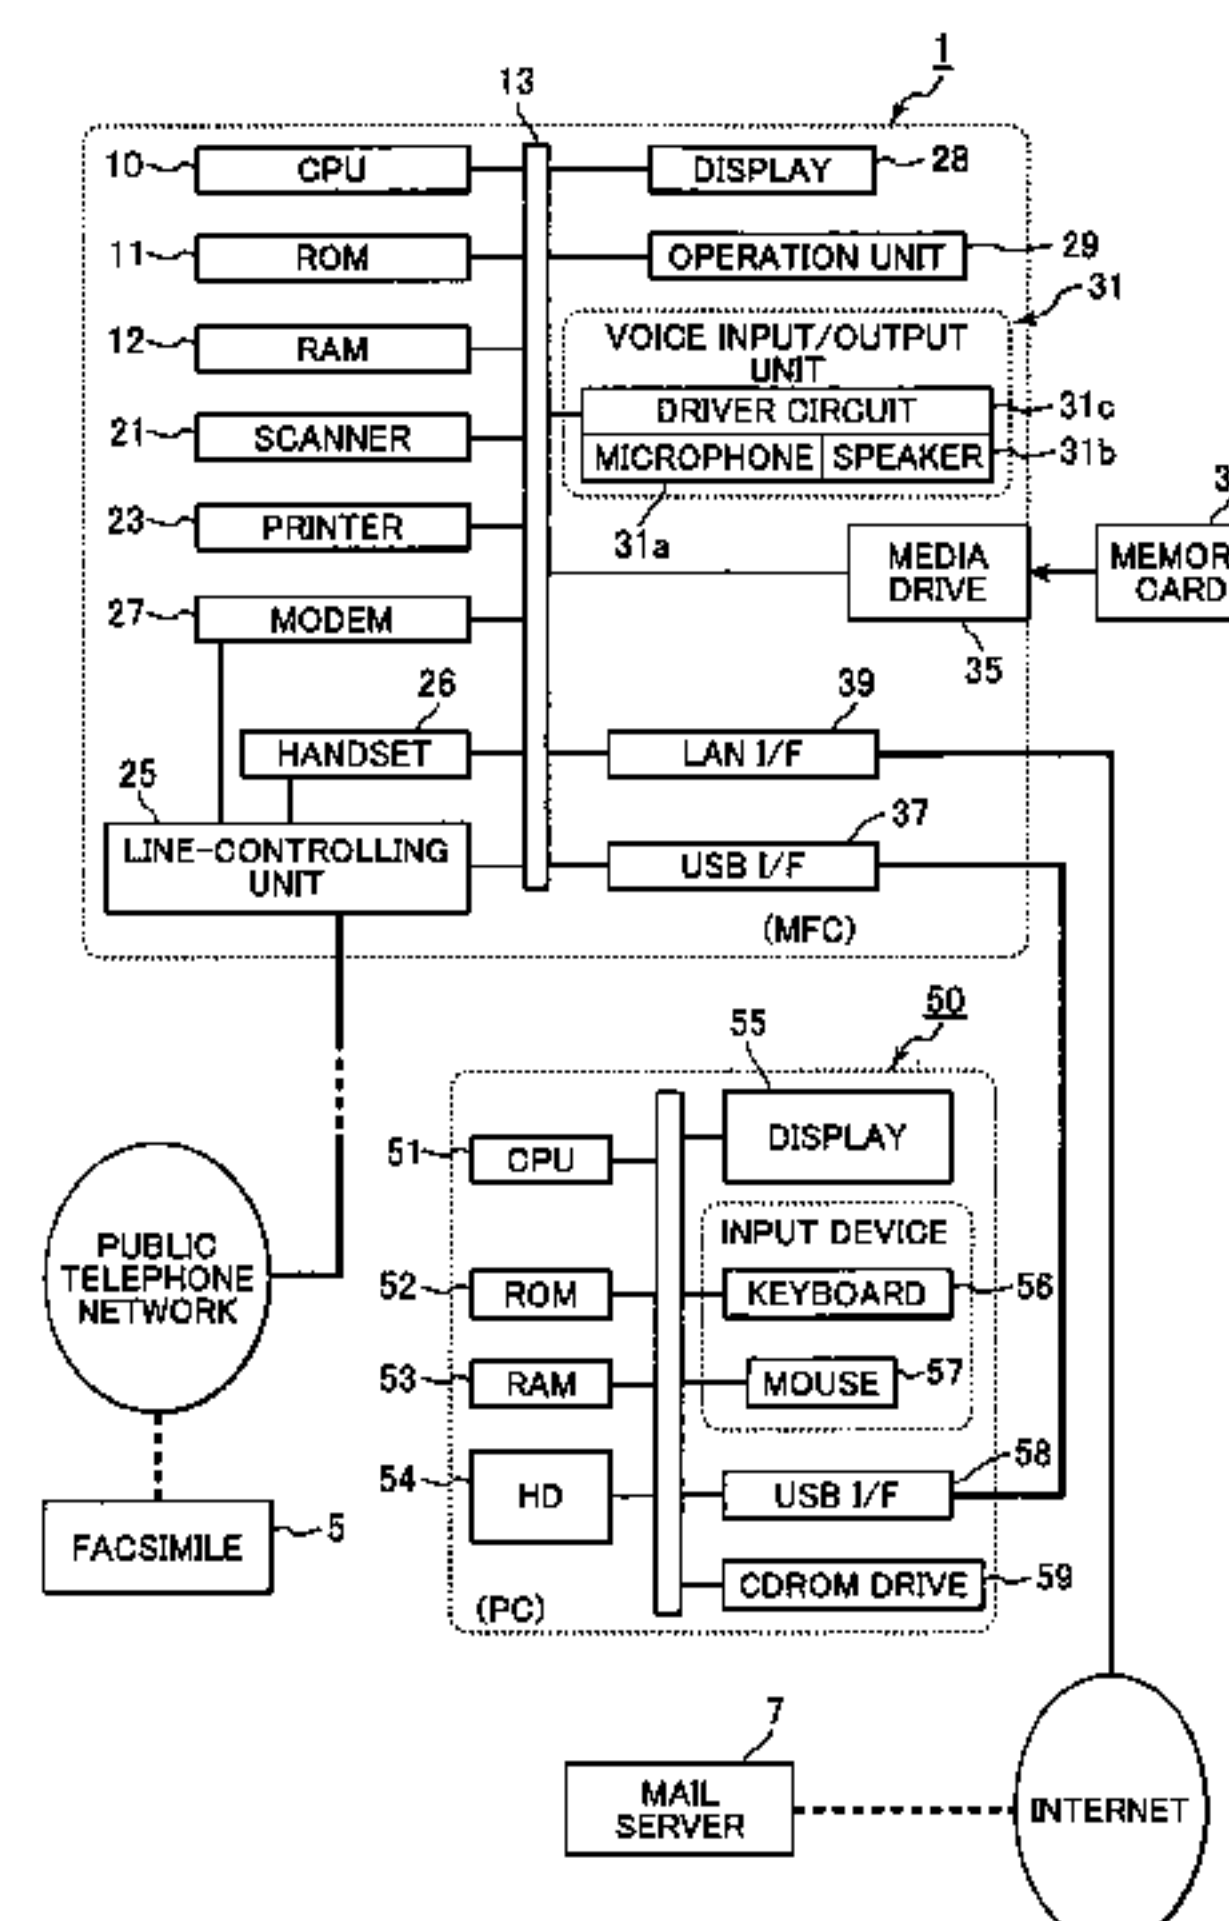 1
13
10
CPU
DISPLAY
28
11
ROM
OPERATION UNIT
29
31
12
RAM
VOICE INPUT/OUTPUT
UNIT
21
SCANNER
DRIVER CIRCUIT
31c
MICROPHONE
SPEAKER
31b
23
PRINTER
31a
MEDIA
DRIVE
CARD
27
MODEM
35
26
39
HANDSET
LAN I/F
25
37
LINE-CONTROLLING
UNIT
USB I/F
(MFC)
50
55
51
CPU
DISPLAY
PUBLIC
TELEPHONE
NETWORK
INPUT DEVICE
52
ROM
KEYBOARD
56
53
RAM
MOUSE
57
54
HD
USB I/F
58
FACSIMILE
5
CDROM DRIVE
59
(PC)
7
MAIL
SERVER
INTERNET